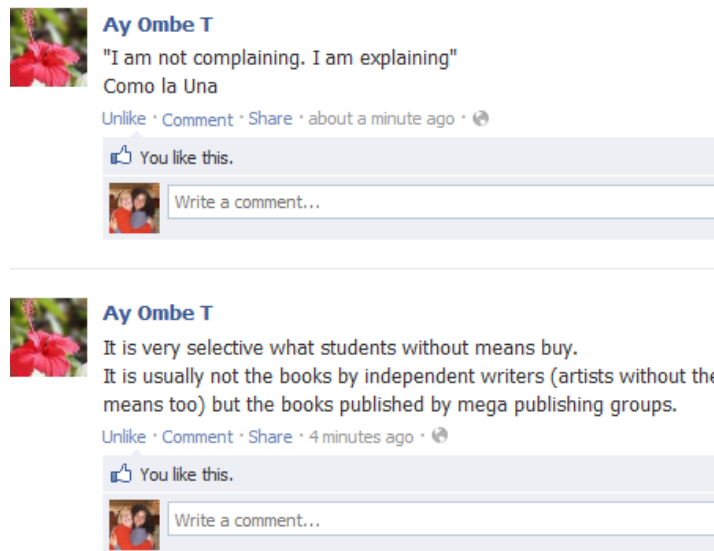 Ay Ombe T
"I am not complaining. I am explaining"
Como la Una
Unlike · Comment · Share · about a minute ago ·
You like this.
Write a comment...
Ay Ombe T
It is very selective what students without means buy.
It is usually not the books by independent writers (artists without the
means too) but the books published by mega publishing groups.
Unlike · Comment · Share · 4 minutes ago ·
You like this.
Write a comment...